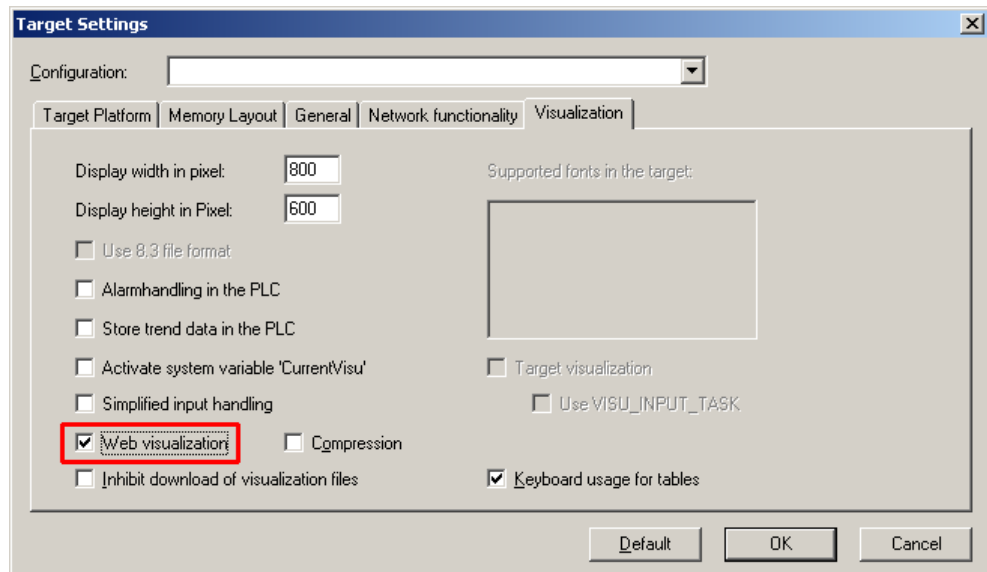 Target Settings
Configuration:
Target Platform Memory Layout General Network functionality Visualization
Display width in pixel: 800
Supported fonts in the target:
Display height in Pixel: 600
Use 8.3 file format
Alarmhandling in the PLC
Store trend data in the PLC
Activate system variable 'CurrentVisu'
Target visualization
Simplified input handling
Use VISU_INPUT_TASK
Web visualization Compression
Inhibit download of visualization files
Keyboard usage for tables
Default OK Cancel